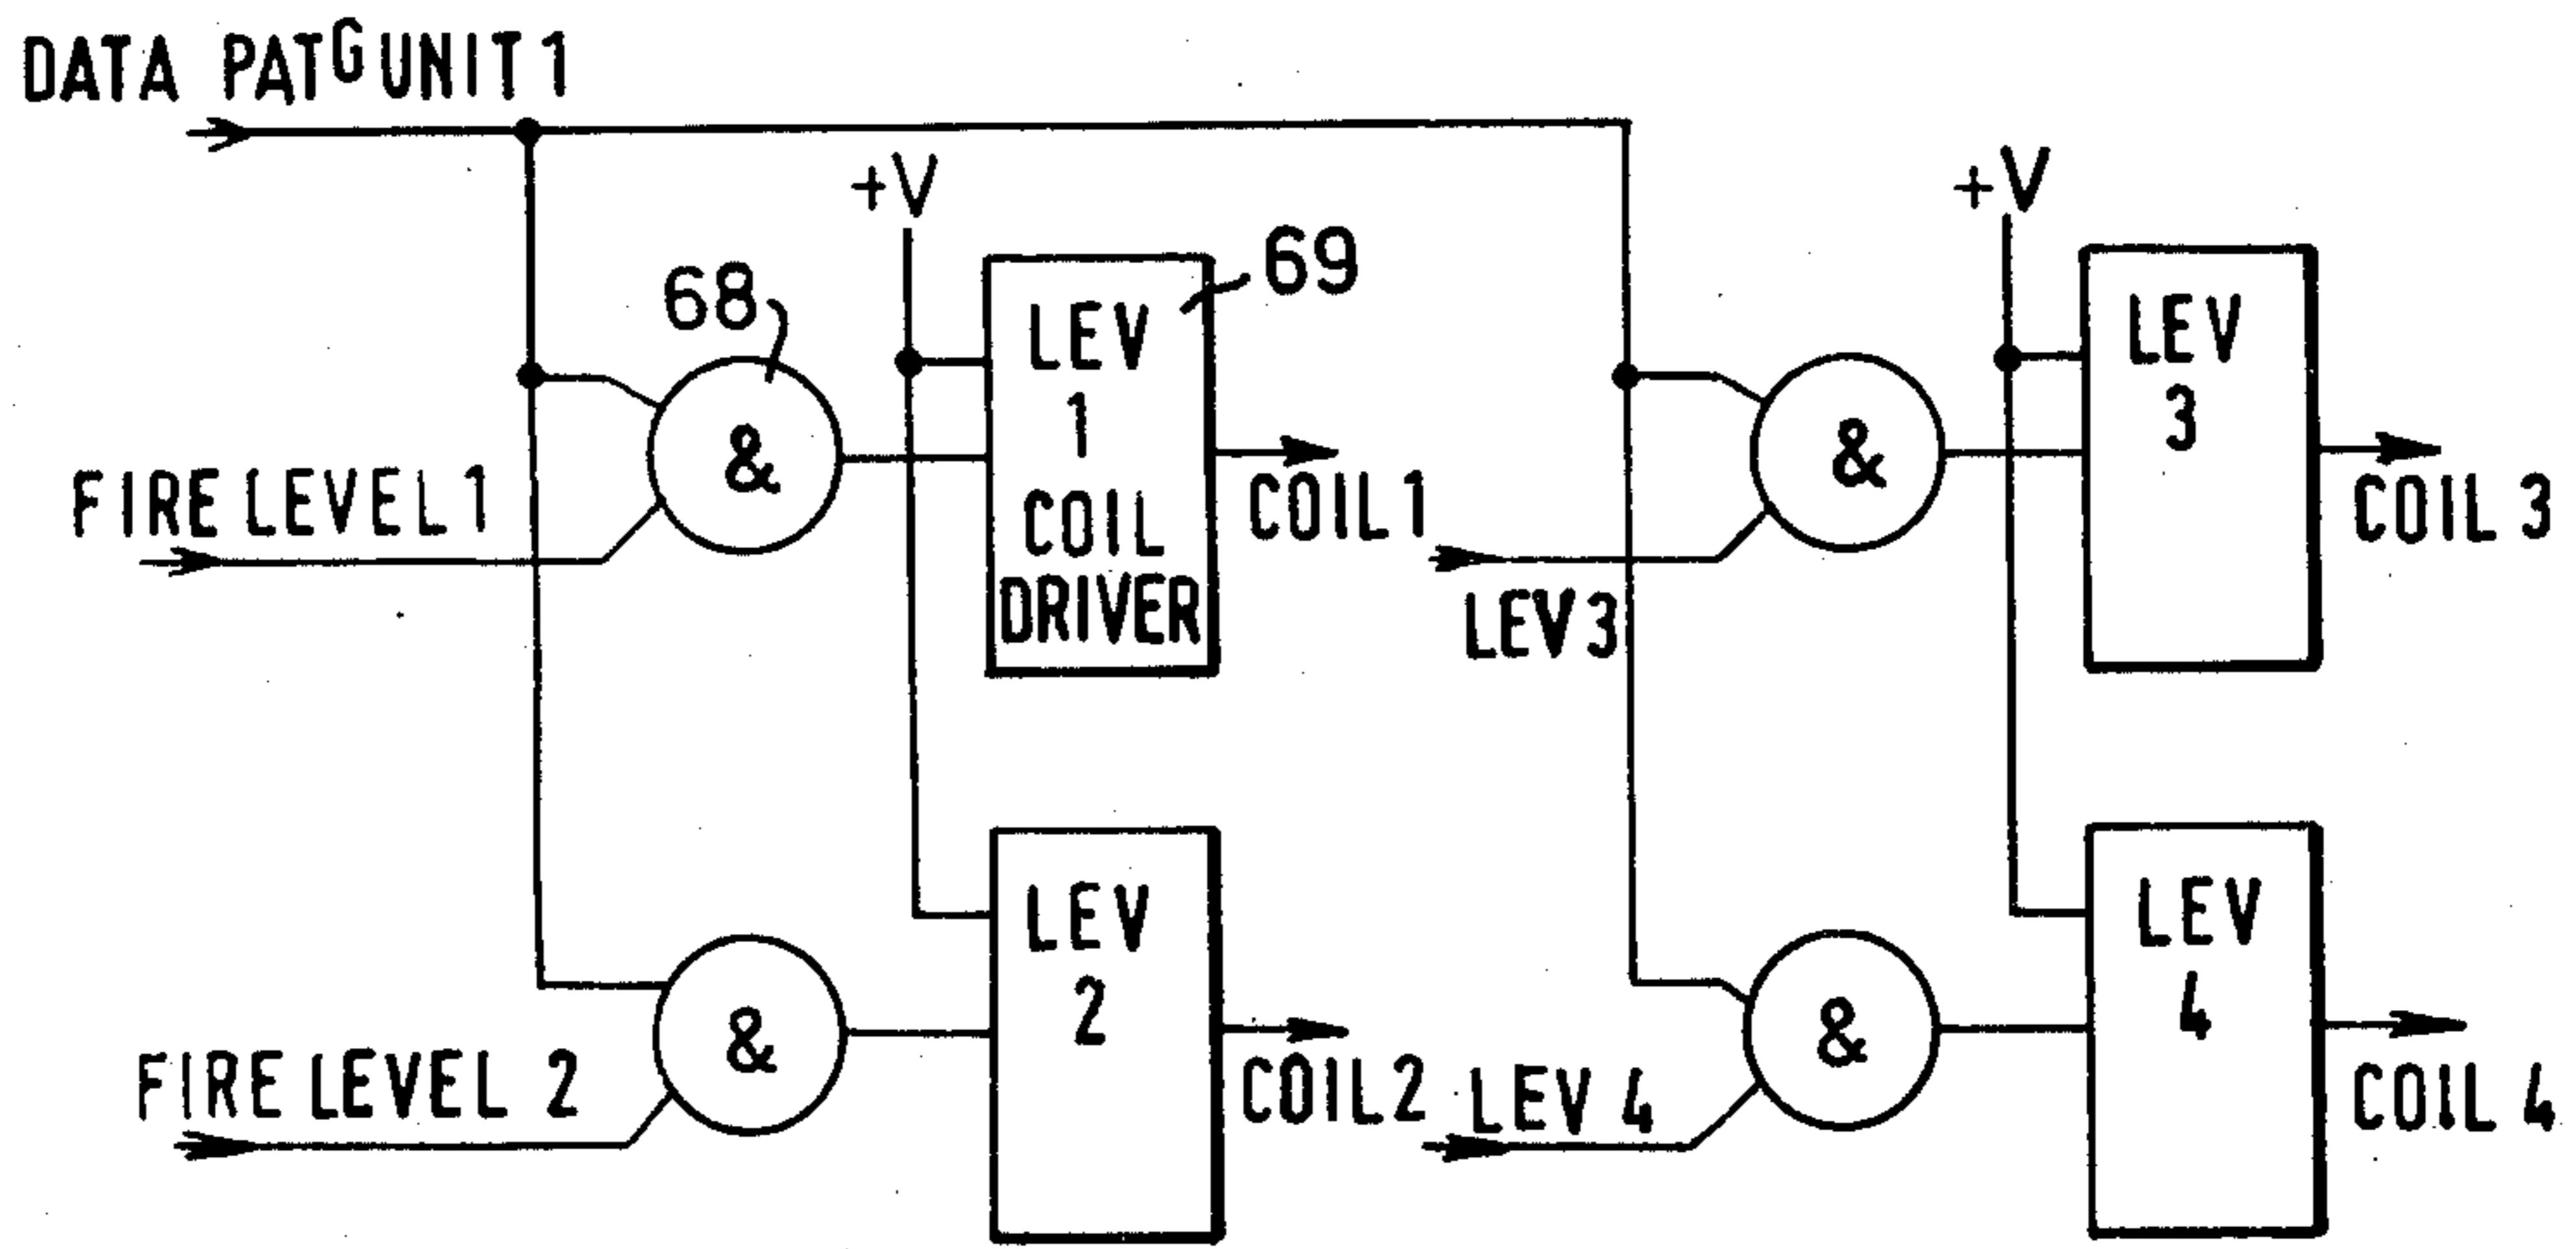 DATA PATG UNIT 1
+V
68
LEV
1
COIL
DRIVER
69
FIRE LEVEL 1
&
COIL 1
LEV
2
FIRE LEVEL 2
&
COIL 2
+V
LEV
3
&
LEV 3
COIL 3
LEV
4
&
LEV 4
COIL 4